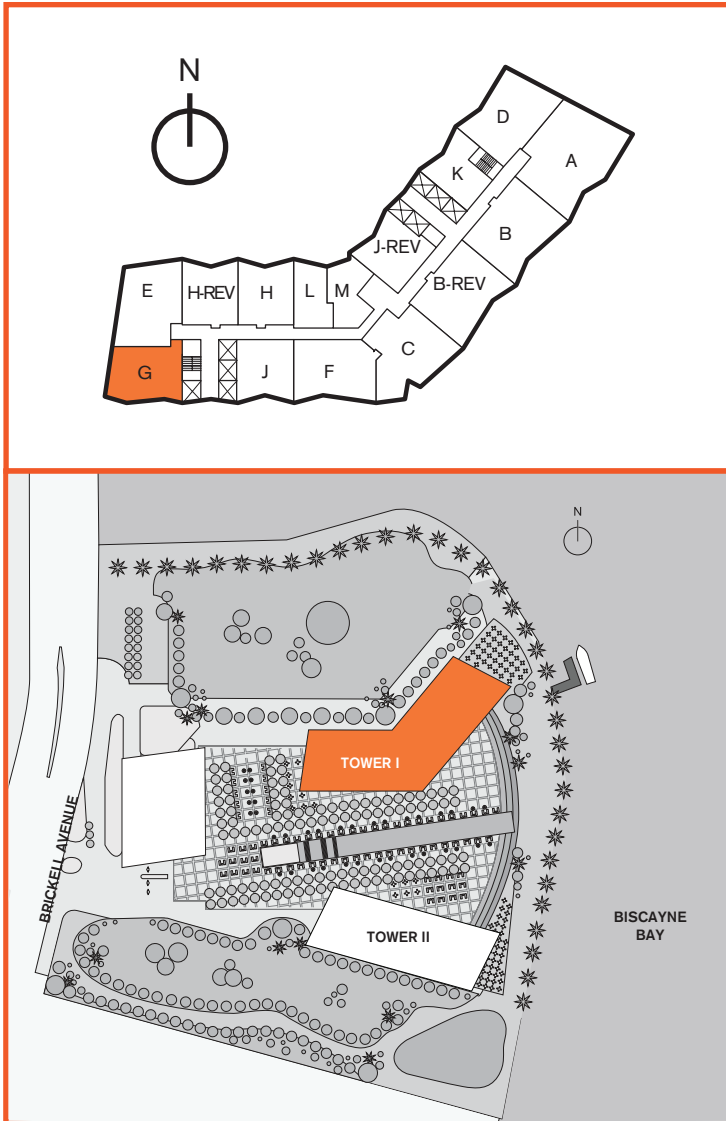 N
D
A
K
B
J-REV
B-REV
E
H-REV
H
L
M
C
G
J
F
N
TOWER I
BRICKELL AVENUE
TOWER II
BISCAYNE
BAY